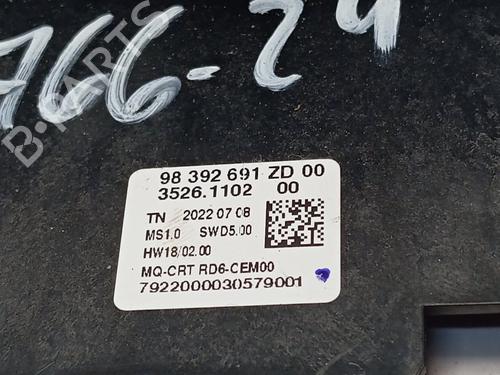 A766-24
B-PARTS
98 392 691 ZD 00
3526.1102 00
TN 2022 07 08
MS1.0 SWD5.00
HW18/02.00
MQ-CRT RD6-CEM00
7922000030579001